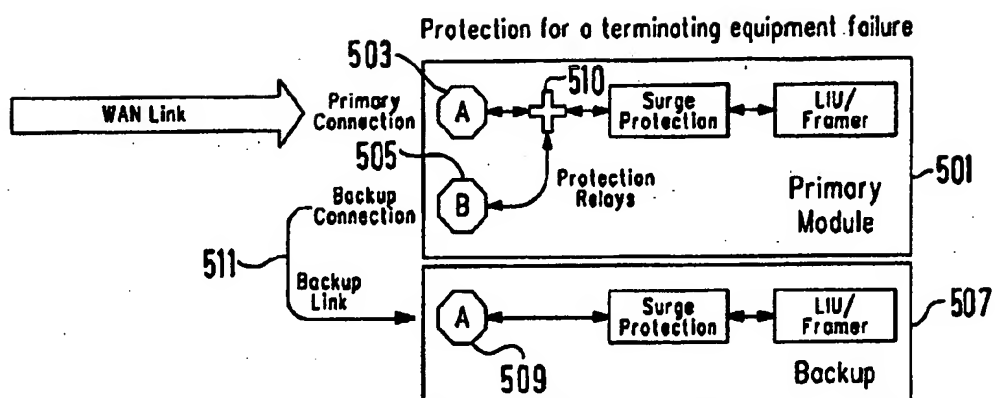 Protection for a terminating equipment failure
503
510
WAN Link
Primary
Connection
A
Surge
Protection
LIU/
Framer
505
B
Protection
Relays
501
Primary
Module
Backup
Connection
511
Backup
Link
A
Surge
Protection
LIU/
Framer
507
509
Backup